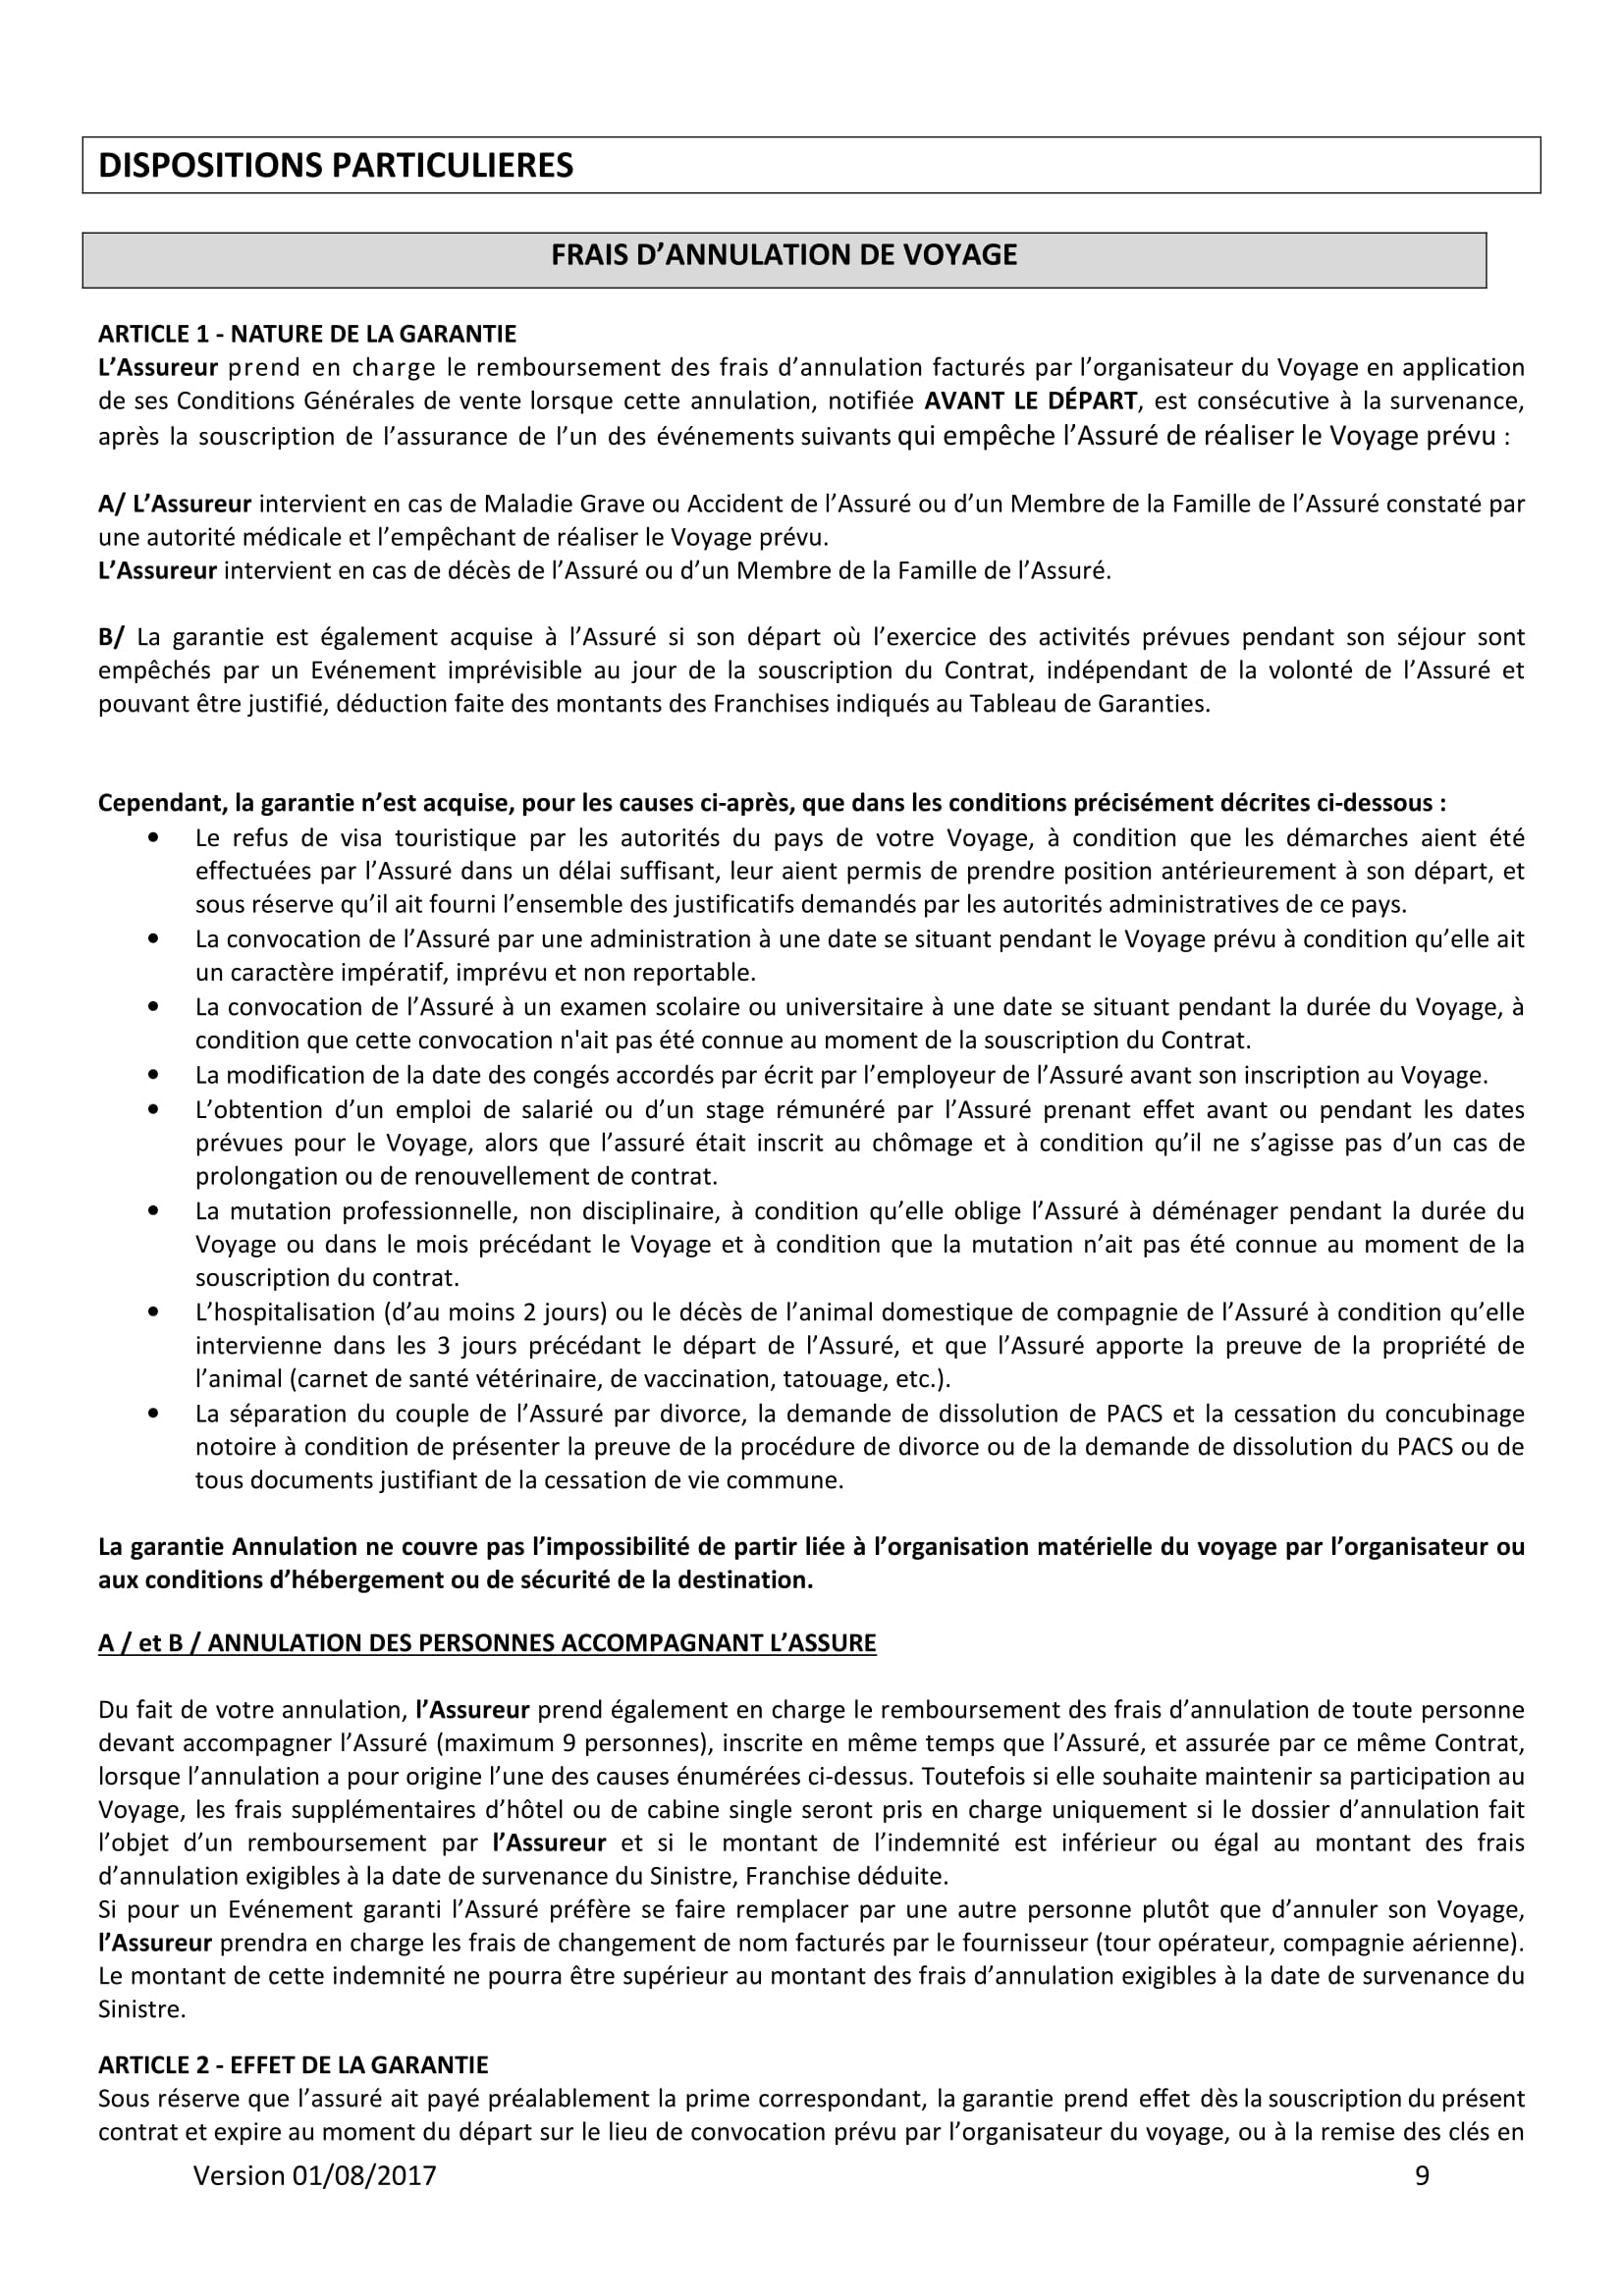 DISPOSITIONS PARTICULIERES
FRAIS D’ANNULATION DE VOYAGE
ARTICLE 1 - NATURE DE LA GARANTIE
L’Assureur prend en charge le remboursement des frais d’annulation facturés par l’organisateur du Voyage en application
de ses Conditions Générales de vente lorsque cette annulation, notifiée AVANT LE DÉPART, est consécutive à la survenance,
après la souscription de l’assurance de l’un des événements suivants qui empêche l’Assuré de réaliser le Voyage prévu :
A/ L’Assureur intervient en cas de Maladie Grave ou Accident de l’Assuré ou d’un Membre de la Famille de l’Assuré constaté par
une autorité médicale et l’empêchant de réaliser le Voyage prévu.
L’Assureur intervient en cas de décès de l’Assuré ou d’un Membre de la Famille de l’Assuré.
B/ La garantie est également acquise à l’Assuré si son départ où l’exercice des activités prévues pendant son séjour sont
empêchés par un Evénement imprévisible au jour de la souscription du Contrat, indépendant de la volonté de l’Assuré et
pouvant être justifié, déduction faite des montants des Franchises indiqués au Tableau de Garanties.
Cependant, la garantie n’est acquise, pour les causes ci-après, que dans les conditions précisément décrites ci-dessous :
• Le refus de visa touristique par les autorités du pays de votre Voyage, à condition que les démarches aient été
effectuées par l’Assuré dans un délai suffisant, leur aient permis de prendre position antérieurement à son départ, et
sous réserve qu’il ait fourni l’ensemble des justificatifs demandés par les autorités administratives de ce pays.
• La convocation de l’Assuré par une administration à une date se situant pendant le Voyage prévu à condition qu’elle ait
un caractère impératif, imprévu et non reportable.
• La convocation de l’Assuré à un examen scolaire ou universitaire à une date se situant pendant la durée du Voyage, à
condition que cette convocation n'ait pas été connue au moment de la souscription du Contrat.
• La modification de la date des congés accordés par écrit par l’employeur de l’Assuré avant son inscription au Voyage.
• L’obtention d’un emploi de salarié ou d’un stage rémunéré par l’Assuré prenant effet avant ou pendant les dates
prévues pour le Voyage, alors que l’assuré était inscrit au chômage et à condition qu’il ne s’agisse pas d’un cas de
prolongation ou de renouvellement de contrat.
• La mutation professionnelle, non disciplinaire, à condition qu’elle oblige l’Assuré à déménager pendant la durée du
Voyage ou dans le mois précédant le Voyage et à condition que la mutation n’ait pas été connue au moment de la
souscription du contrat.
• L’hospitalisation (d’au moins 2 jours) ou le décès de l’animal domestique de compagnie de l’Assuré à condition qu’elle
intervienne dans les 3 jours précédant le départ de l’Assuré, et que l’Assuré apporte la preuve de la propriété de
l’animal (carnet de santé vétérinaire, de vaccination, tatouage, etc.).
• La séparation du couple de l’Assuré par divorce, la demande de dissolution de PACS et la cessation du concubinage
notoire à condition de présenter la preuve de la procédure de divorce ou de la demande de dissolution du PACS ou de
tous documents justifiant de la cessation de vie commune.
La garantie Annulation ne couvre pas l’impossibilité de partir liée à l’organisation matérielle du voyage par l’organisateur ou
aux conditions d’hébergement ou de sécurité de la destination.
A / et B / ANNULATION DES PERSONNES ACCOMPAGNANT L’ASSURE
Du fait de votre annulation, l’Assureur prend également en charge le remboursement des frais d’annulation de toute personne
devant accompagner l’Assuré (maximum 9 personnes), inscrite en même temps que l’Assuré, et assurée par ce même Contrat,
lorsque l’annulation a pour origine l’une des causes énumérées ci-dessus. Toutefois si elle souhaite maintenir sa participation au
Voyage, les frais supplémentaires d’hôtel ou de cabine single seront pris en charge uniquement si le dossier d’annulation fait
l’objet d’un remboursement par l’Assureur et si le montant de l’indemnité est inférieur ou égal au montant des frais
d’annulation exigibles à la date de survenance du Sinistre, Franchise déduite.
Si pour un Evénement garanti l’Assuré préfère se faire remplacer par une autre personne plutôt que d’annuler son Voyage,
l’Assureur prendra en charge les frais de changement de nom facturés par le fournisseur (tour opérateur, compagnie aérienne).
Le montant de cette indemnité ne pourra être supérieur au montant des frais d’annulation exigibles à la date de survenance du
Sinistre.
ARTICLE 2 - EFFET DE LA GARANTIE
Sous réserve que l’assuré ait payé préalablement la prime correspondant, la garantie prend effet dès la souscription du présent
contrat et expire au moment du départ sur le lieu de convocation prévu par l’organisateur du voyage, ou à la remise des clés en
Version 01/08/2017 9